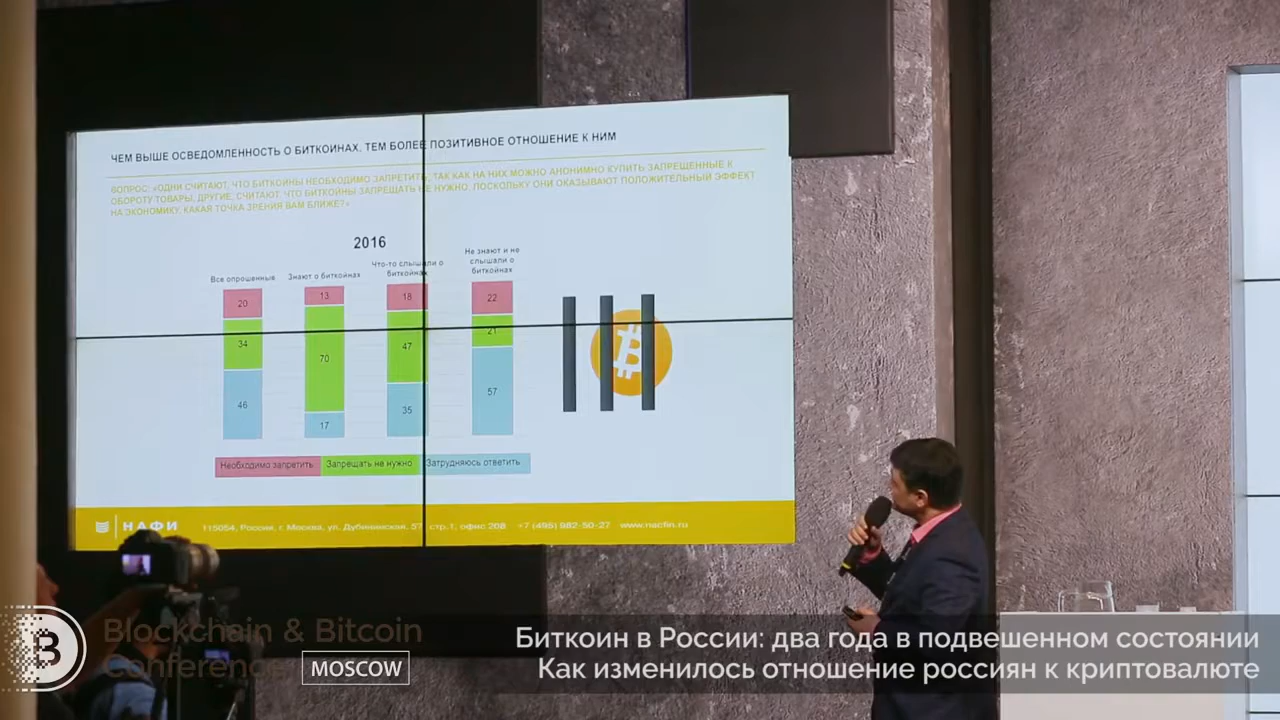 ЧЕМ ВЫШЕ ОСВЕДОМЛЕННОСТЬ О БИТКОИНАХ, ТЕМ БОЛЕЕ ПОЗИТИВНОЕ ОТНОШЕНИЕ К НИМ
ВОПРОС: «ОДНИ СЧИТАЮТ, ЧТО БИТКОЙНЫ НЕОБХОДИМО ЗАПРЕТИТЬ, ТАК КАК НА НИХ МОЖНО АНОНИМНО КУПИТЬ ЗАПРЕЩЕННЫЕ К
ОБОРОТУ ТОВАРЫ, ДРУГИЕ, СЧИТАЮТ, ЧТО БИТКОЙНЫ ЗАПРЕЩАТЬ НЕ НУЖНО, ПОСКОЛЬКУ ОНИ ОКАЗЫВАЮТ ПОЛОЖИТЕЛЬНЫЙ ЭФФЕКТ
НА ЭКОНОМИКУ. КАКАЯ ТОЧКА ЗРЕНИЯ ВАМ БЛИЖЕ?»
2016
Все опрошенные
Знают о биткойнах
Что-то слышали о
биткойнах
Не знают и не
слышали о
биткойнах
20 13 18 22
34 70 47 21
46 17 35 57
Необходимо запретить Запрещать не нужно Затрудняюсь ответить
НАФИ 115054, Россия, г. Москва, ул. Дубининская, 57, стр.1, офис 208 +7 (495) 982-50-27 www.nacfin.ru
Blockchain & Bitcoin
Conference MOSCOW
Биткоин в России: два года в подвешенном состоянии
Как изменилось отношение россиян к криптовалюте